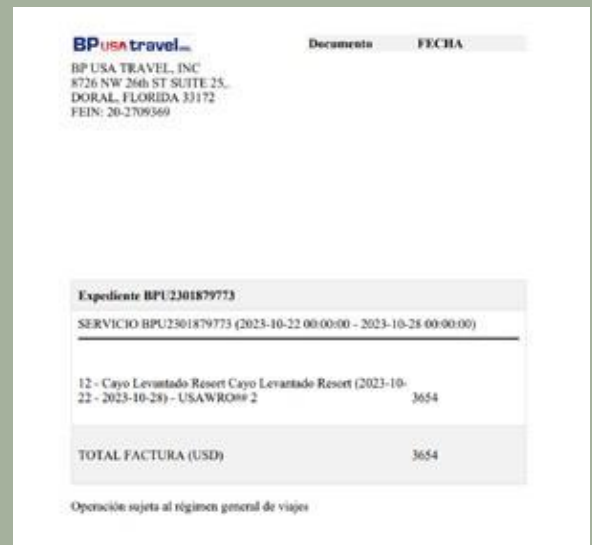 BP USA travel
Documento FECHA
BP USA TRAVEL, INC
8726 NW 26th ST SUITE 25,
DORAL, FLORIDA 33172
FEIN: 20-2709369
Expediente BPU2301879773
SERVICIO BPU2301879773 (2023-10-22 00:00:00 - 2023-10-28 00:00:00)
12 - Cayo Levantado Resort Cayo Levantado Resort (2023-10-
22 - 2023-10-28) - USAWRO## 2 3654
TOTAL FACTURA (USD) 3654
Operación sujeta al régimen general de viajes